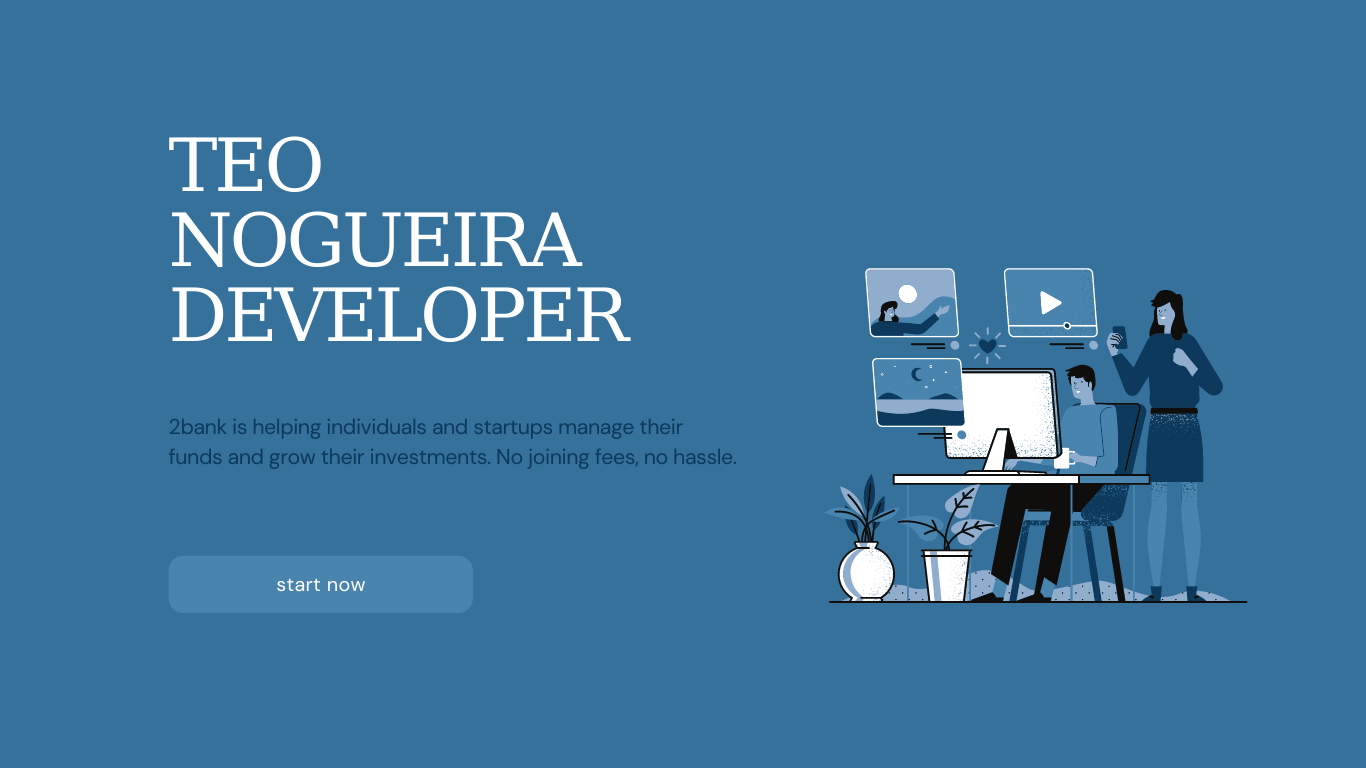 TEO
NOGUEIRA
DEVELOPER
2bank is helping individuals and startups manage their
funds and grow their investments. No joining fees, no hassle.
start now